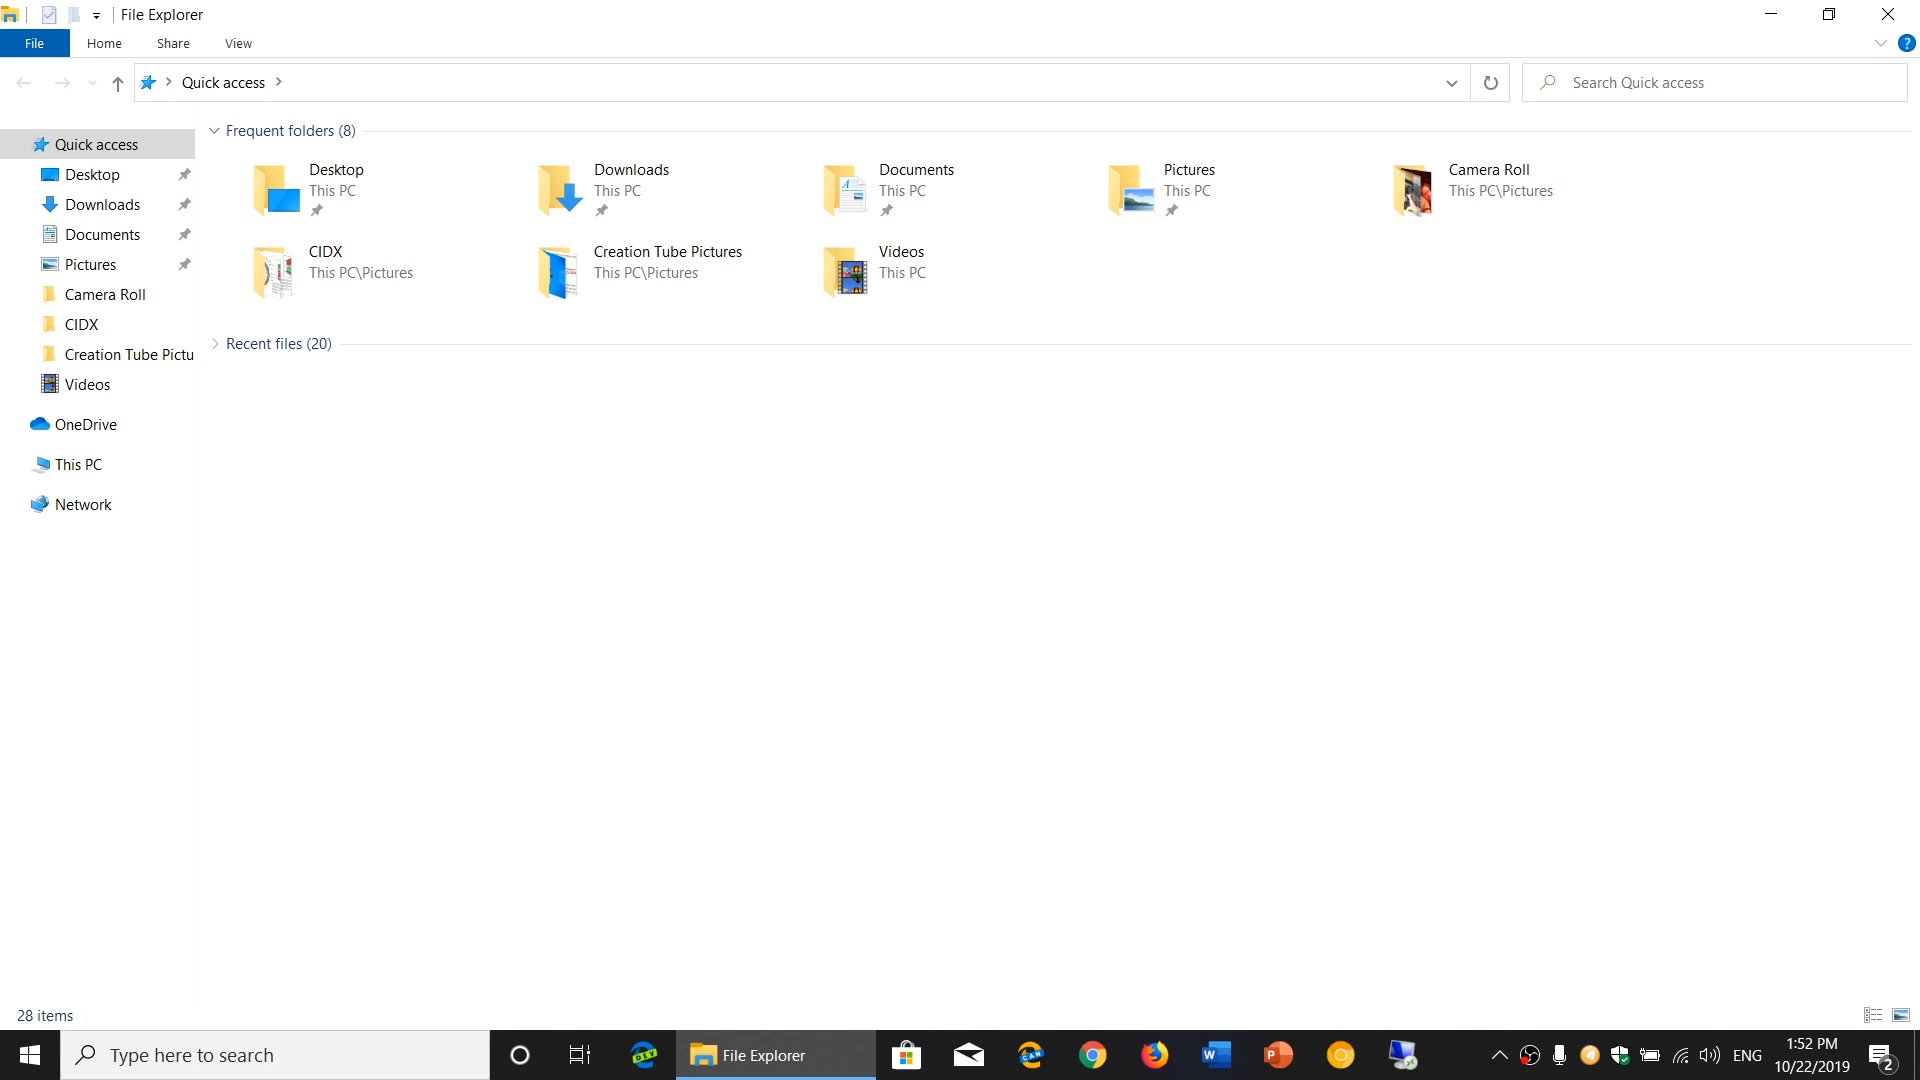 File Explorer
File Home Share View
Quick access
Search Quick access
Quick access
Desktop
Downloads
Documents
Pictures
Camera Roll
CIDX
Creation Tube Pictu
Videos
OneDrive
This PC
Network
Frequent folders (8)
Desktop
This PC
Downloads
This PC
Documents
This PC
Pictures
This PC
Camera Roll
This PC\Pictures
CIDX
This PC\Pictures
Creation Tube Pictures
This PC\Pictures
Videos
This PC
Recent files (20)
28 items
Type here to search
DEV
File Explorer
CAN
ENG
1:52 PM
10/22/2019
2